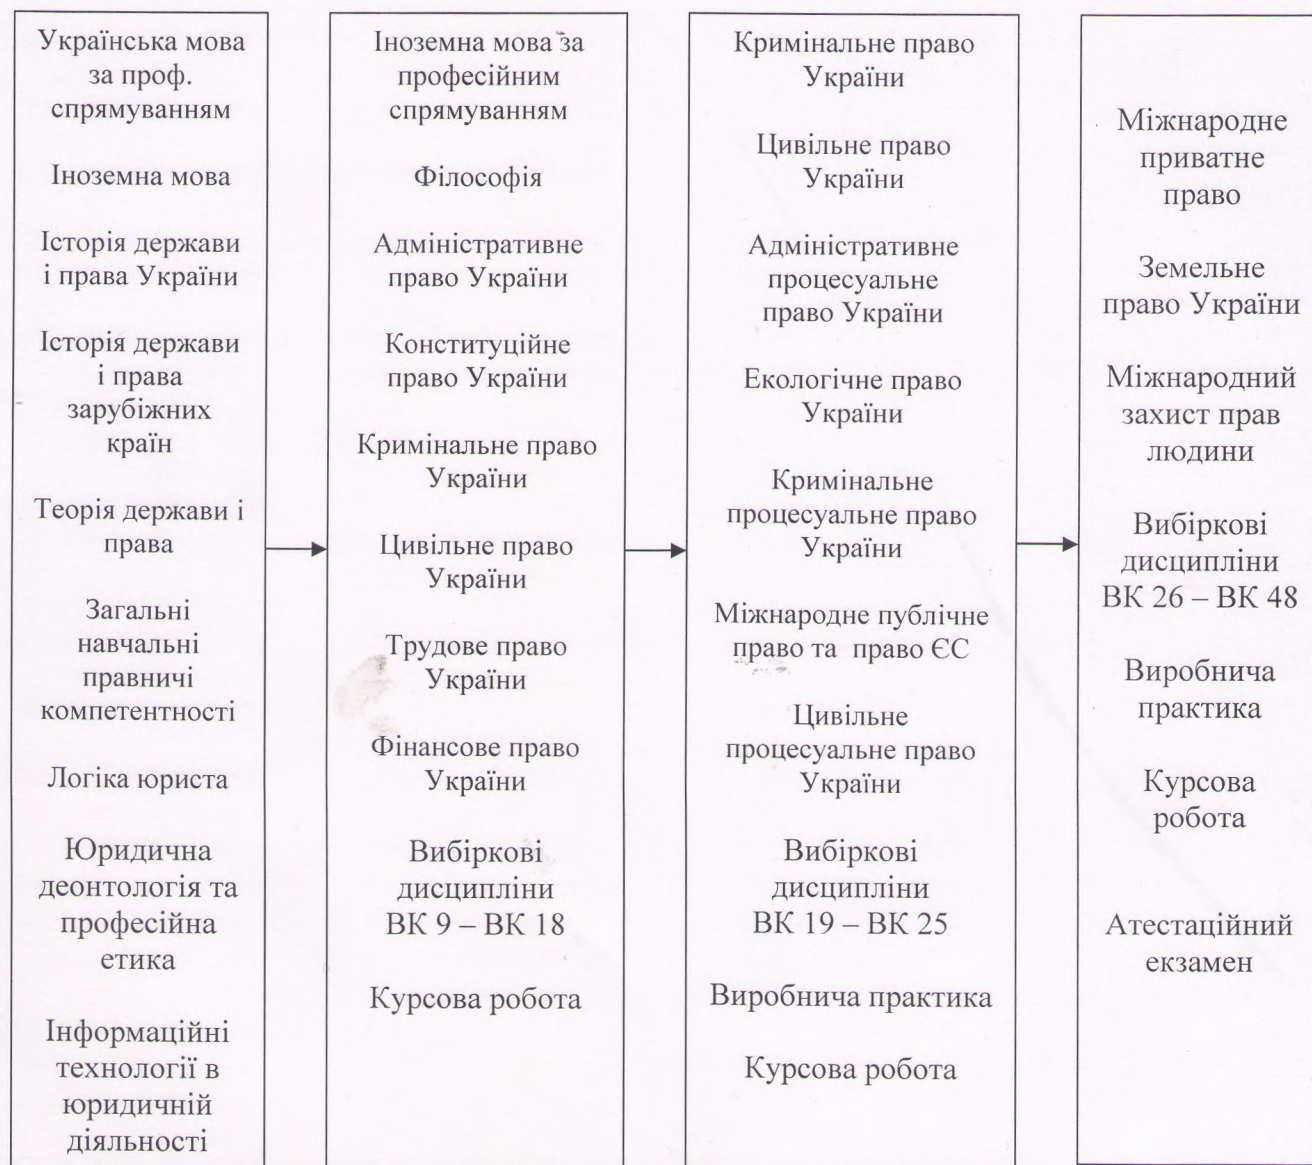 Українська мова
за проф.
спрямуванням
Іноземна мова
Історія держави
і права України
Історія держави
і права
зарубіжних
країн
Теорія держави і
права
Загальні
навчальні
правничі
компетентності
Логіка юриста
Юридична
деонтологія та
професійна
етика
Інформаційні
технології в
юридичній
діяльності
Іноземна мова за
професійним
спрямуванням
Філософія
Адміністративне
право України
Конституційне
право України
Кримінальне право
України
Цивільне право
України
Трудове право
України
Фінансове право
України
Вибіркові
дисципліни
ВК 9 – ВК 18
Курсова робота
Кримінальне право
України
Цивільне право
України
Адміністративне
процесуальне
право України
Екологічне право
України
Кримінальне
процесуальне право
України
Міжнародне публічне
право та право ЄС
Цивільне
процесуальне право
України
Вибіркові
дисципліни
ВК 19 – ВК 25
Виробнича практика
Курсова робота
Міжнародне
приватне
право
Земельне
право України
Міжнародний
захист прав
людини
Вибіркові
дисципліни
ВК 26 – ВК 48
Виробнича
практика
Курсова
робота
Атестаційний
екзамен